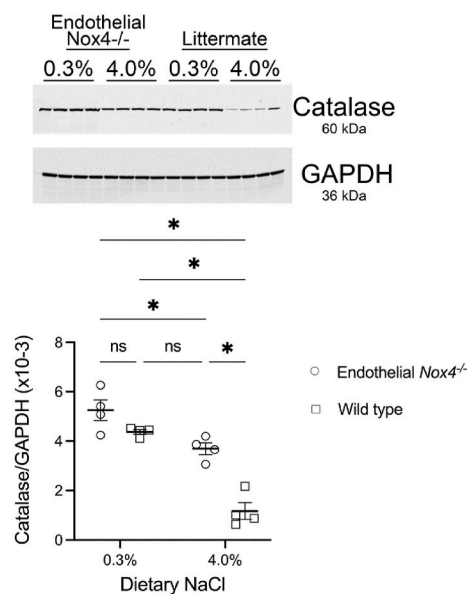 Endothelial
Nox4-/-
Littermate
0.3% 4.0% 0.3% 4.0%
Catalase
60 kDa
GAPDH
36 kDa
*
*
*
ns ns *
Catalase/GAPDH (x10-3)
8
6
4
2
0
0.3% 4.0%
Dietary NaCl
Endothelial Nox4-/-
Wild type